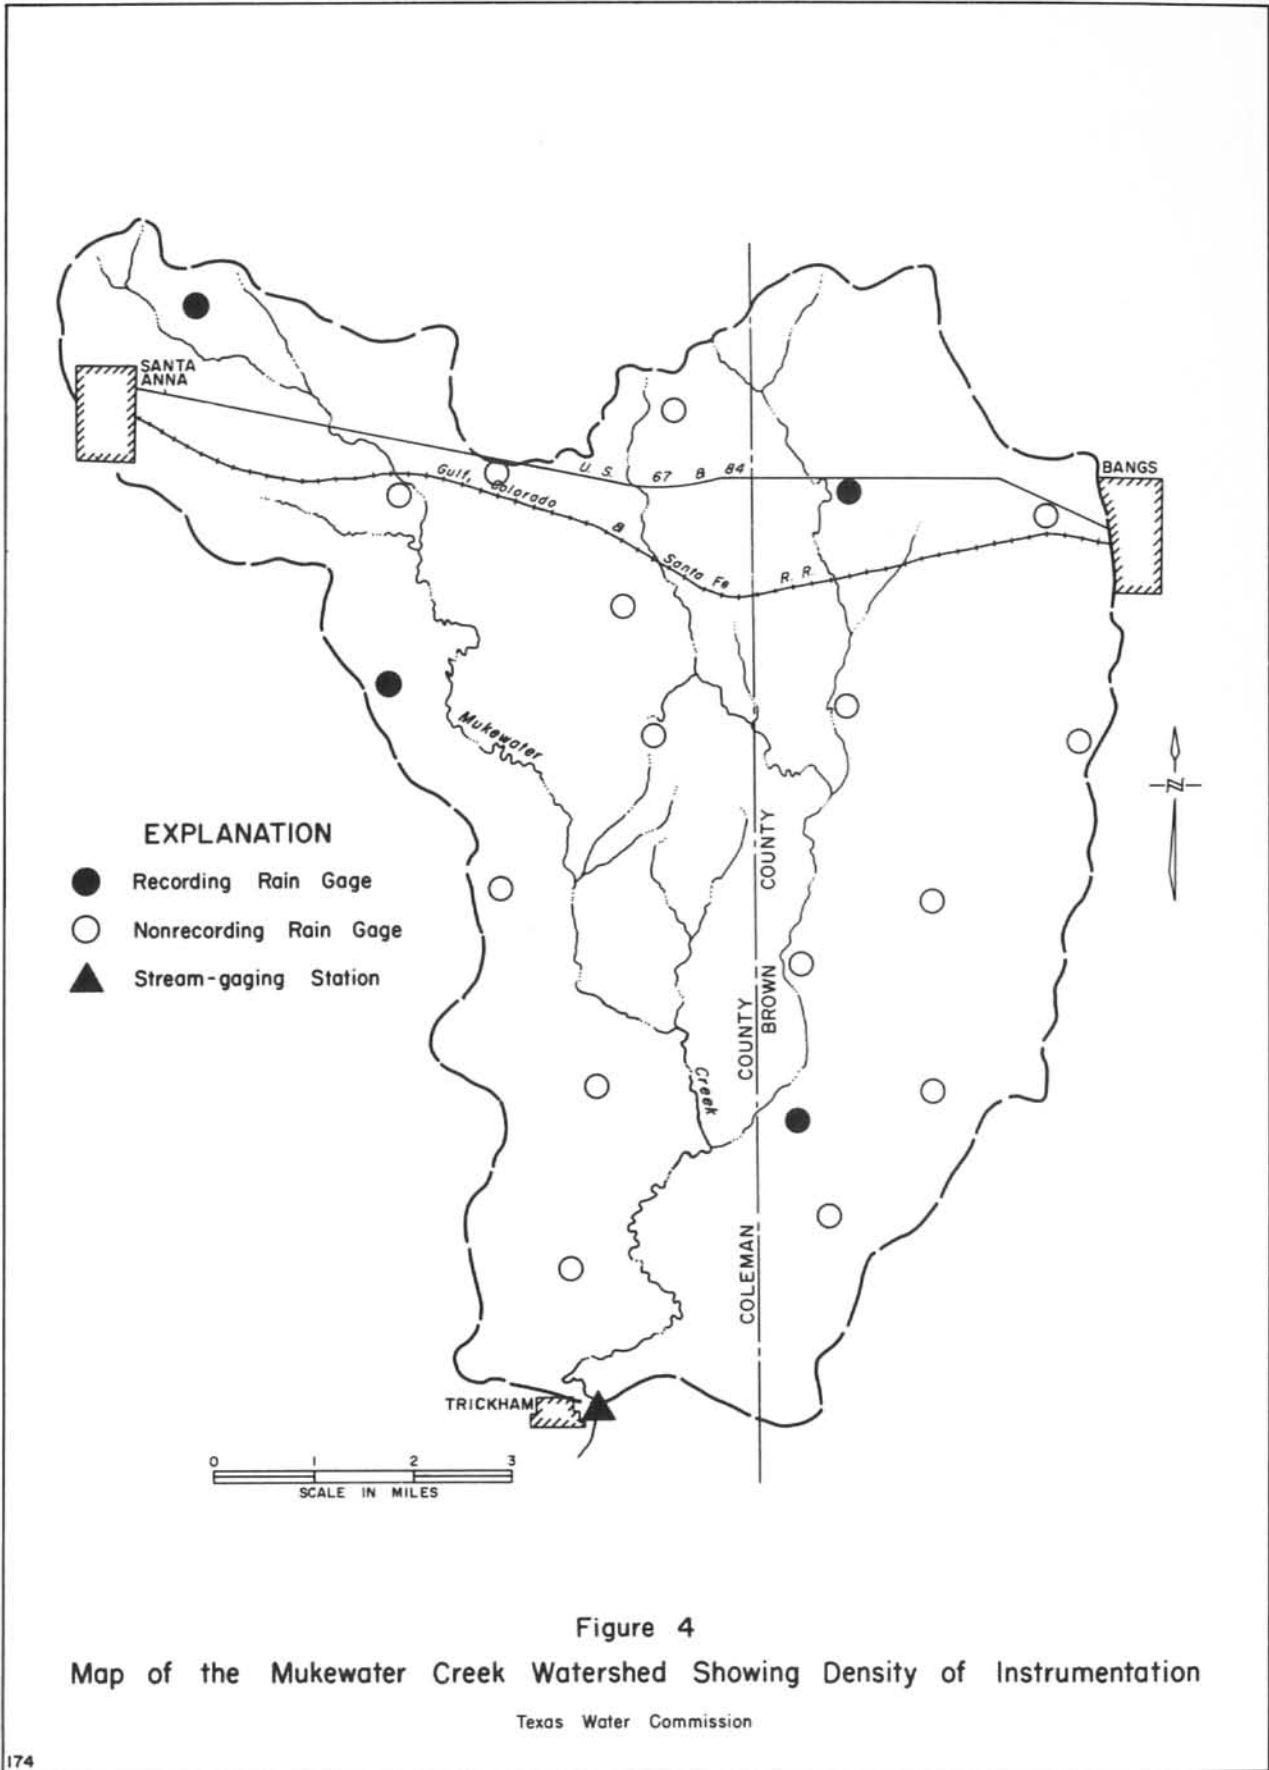 SANTA
ANNA
BANGS
U. S. 67 & 84
Gulf, Colorado & Santa Fe R. R.
Mukewater
Creek
COLEMAN COUNTY
BROWN COUNTY
N
EXPLANATION
Recording Rain Gage
Nonrecording Rain Gage
Stream-gaging Station
TRICKHAM
0 1 2 3
SCALE IN MILES
Figure 4
Map of the Mukewater Creek Watershed Showing Density of Instrumentation
Texas Water Commission
174